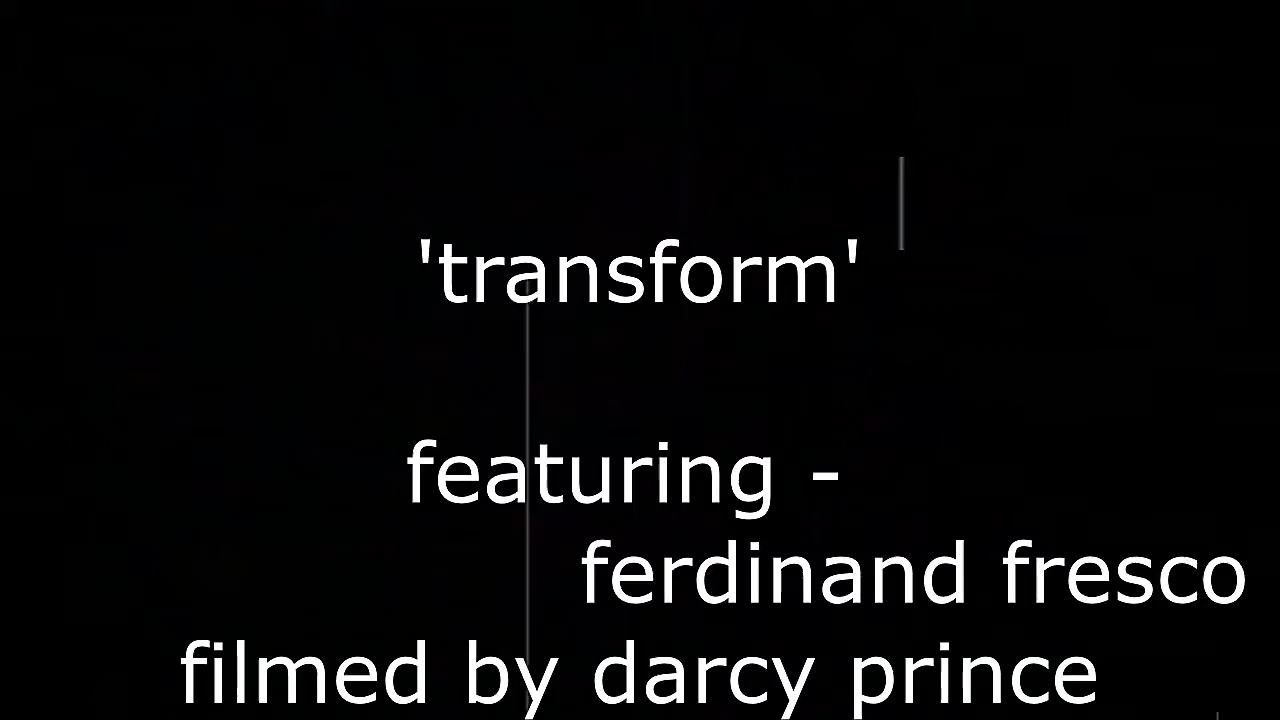 'transform'
featuring -
ferdinand fresco
filmed by darcy prince